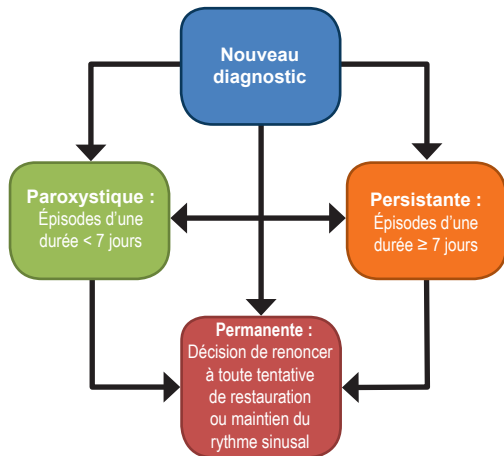 Nouveau
diagnostic
Paroxystique :
Épisodes d’une
durée < 7 jours
Persistante :
Épisodes d’une
durée ≥ 7 jours
Permanente :
Décision de renoncer
à toute tentative
de restauration
ou maintien du
rythme sinusal